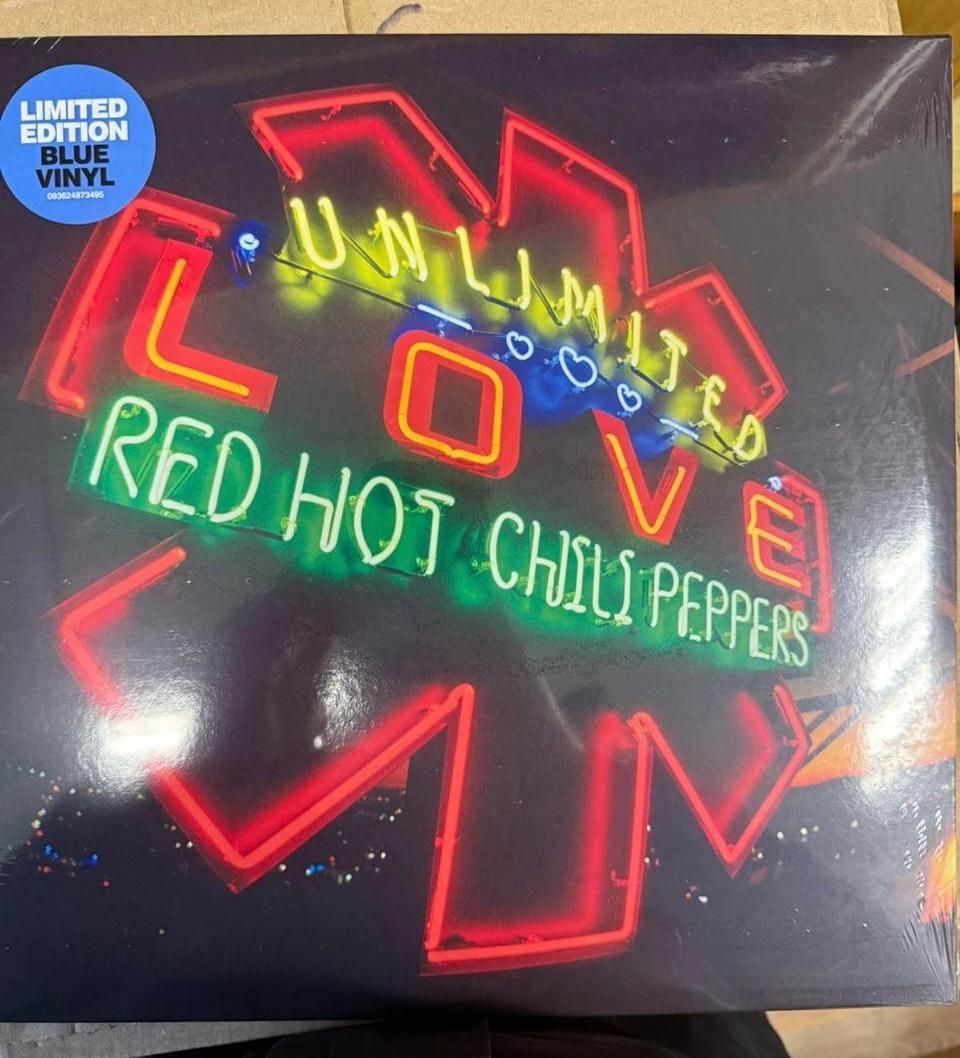 LIMITED
EDITION
BLUE
VINYL
093624873495
UNLIMITED
LOVE
RED HOT CHILI PEPPERS